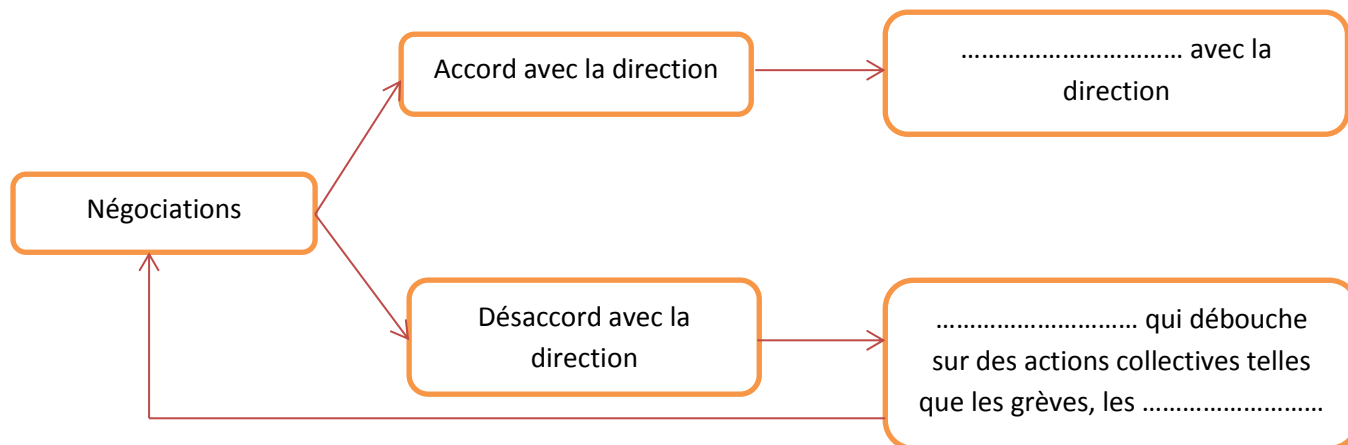 Négociations
Accord avec la direction
…………………………… avec la
direction
Désaccord avec la
direction
………………………… qui débouche
sur des actions collectives telles
que les grèves, les ………………………